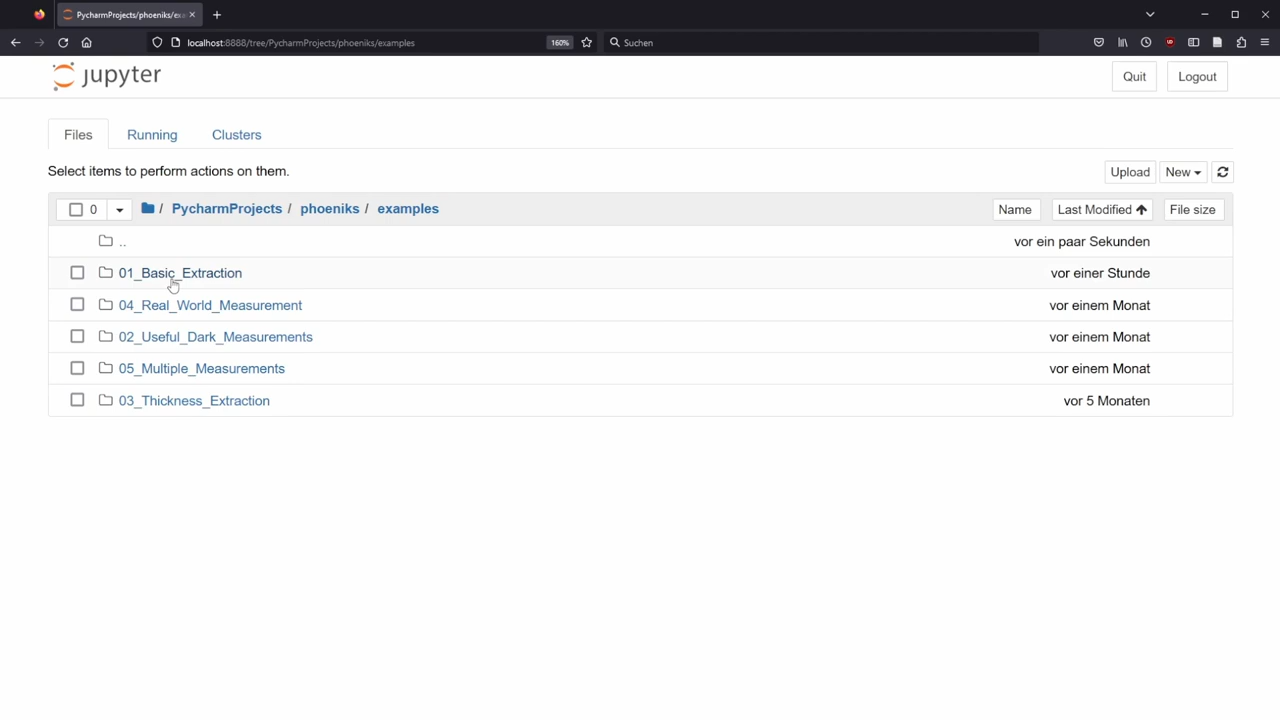 PycharmProjects/phoeniks/ex
localhost:8888/tree/PycharmProjects/phoeniks/examples 160% Suchen
jupyter Quit Logout
Files Running Clusters
Select items to perform actions on them. Upload New
0 / PycharmProjects / phoeniks / examples Name Last Modified File size
.. vor ein paar Sekunden
01_Basic_Extraction vor einer Stunde
04_Real_World_Measurement vor einem Monat
02_Useful_Dark_Measurements vor einem Monat
05_Multiple_Measurements vor einem Monat
03_Thickness_Extraction vor 5 Monaten